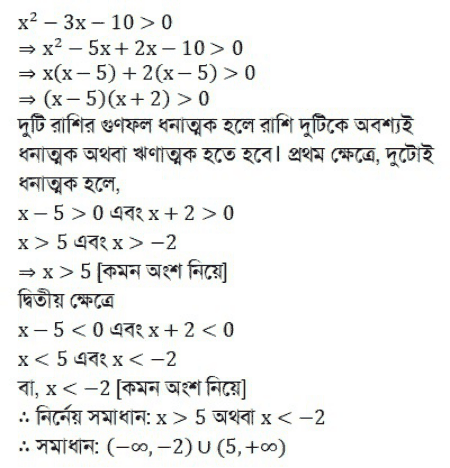 x² − 3x − 10 > 0
⇒ x² − 5x + 2x − 10 > 0
⇒ x(x − 5) + 2(x − 5) > 0
⇒ (x − 5)(x + 2) > 0
দুটি রাশির গুণফল ধনাত্মক হলে রাশি দুটিকে অবশ্যই
ধনাত্মক অথবা ঋণাত্মক হতে হবে। প্রথম ক্ষেত্রে, দুটোই
ধনাত্মক হলে,
x − 5 > 0 এবং x + 2 > 0
x > 5 এবং x > −2
⇒ x > 5 [কমন অংশ নিয়ে]
দ্বিতীয় ক্ষেত্রে
x − 5 < 0 এবং x + 2 < 0
x < 5 এবং x < −2
বা, x < −2 [কমন অংশ নিয়ে]
∴ নির্নেয় সমাধান: x > 5 অথবা x < −2
∴ সমাধান: (−∞, −2) ∪ (5, +∞)